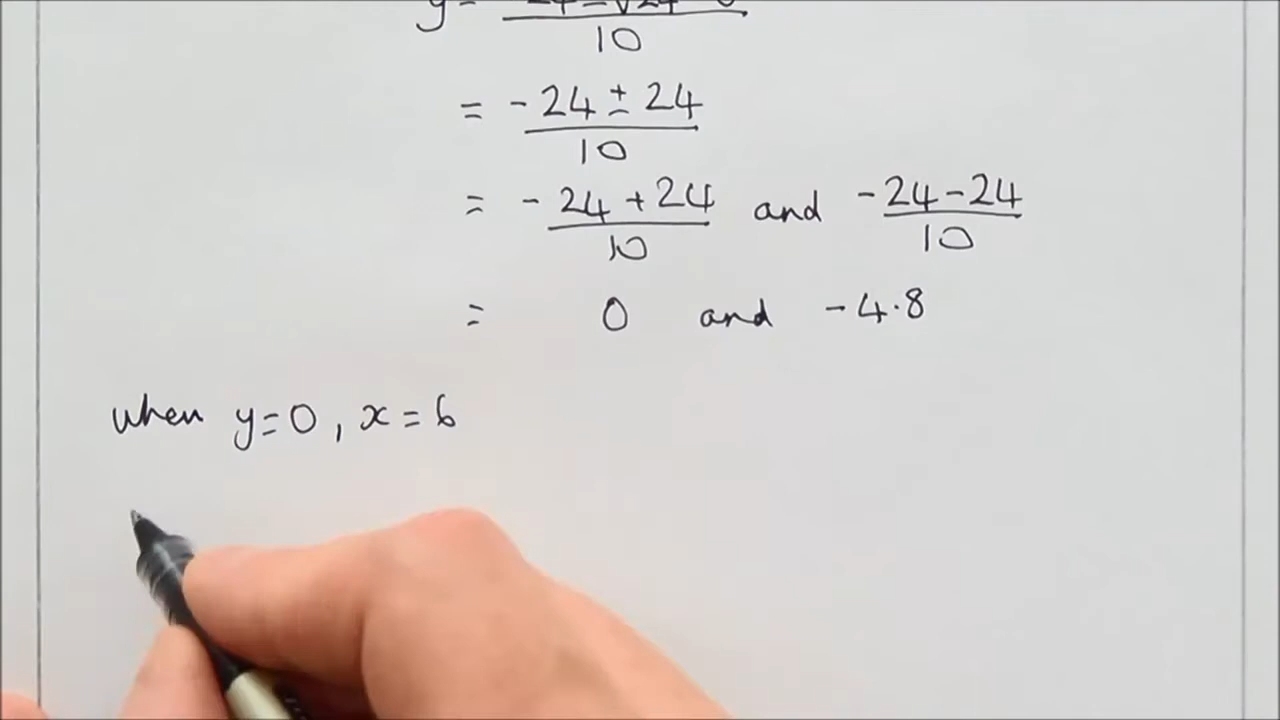 y =
10
= -24 ± 24
10
= -24 + 24 and -24 - 24
10 10
= 0 and -4.8
when y=0, x=6